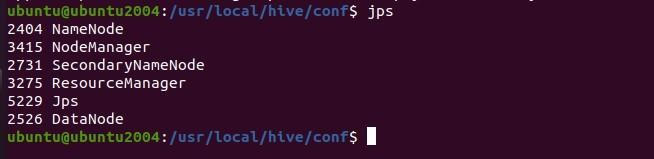 ubuntu@ubuntu2004:/usr/local/hive/conf$ jps
2404 NameNode
3415 NodeManager
2731 SecondaryNameNode
3275 ResourceManager
5229 Jps
2526 DataNode
ubuntu@ubuntu2004:/usr/local/hive/conf$